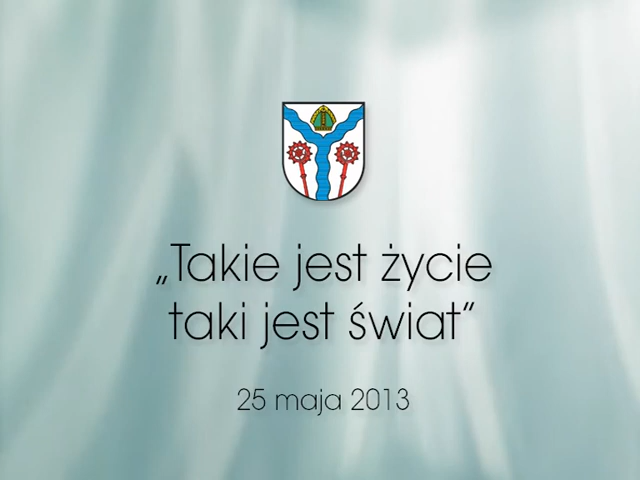 „Takie jest życie
taki jest świat”
25 maja 2013